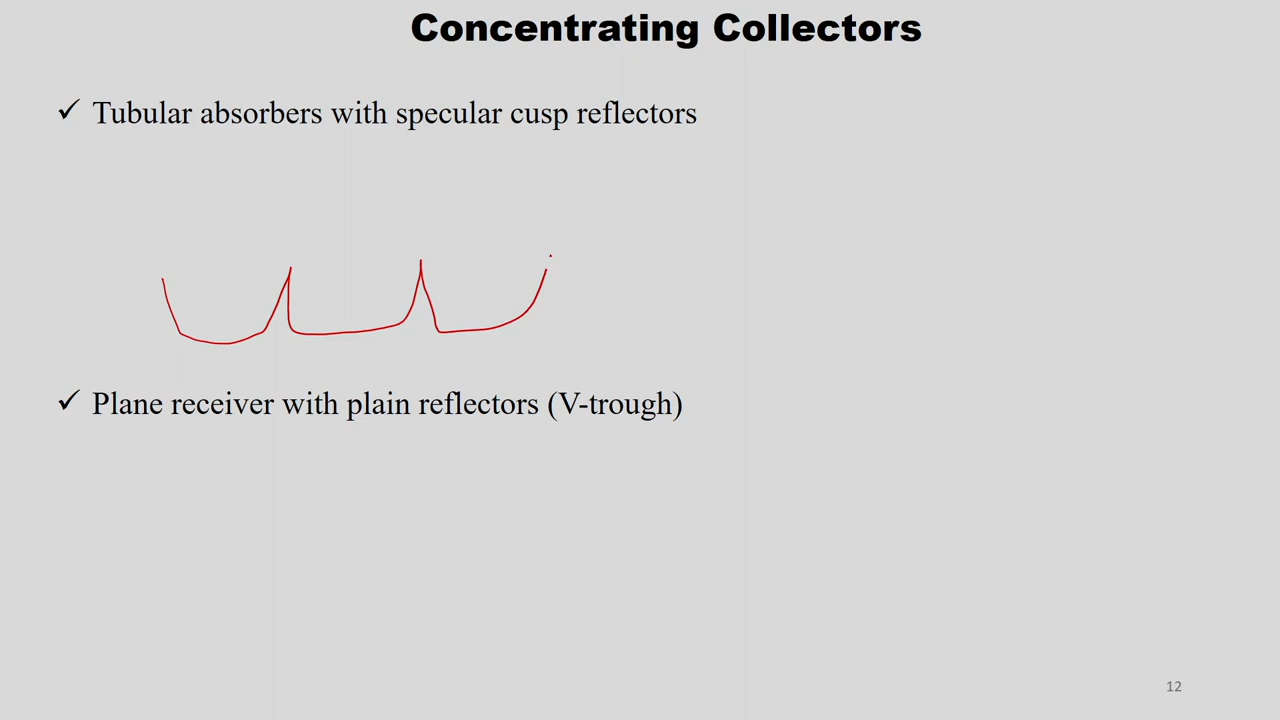 Concentrating Collectors
✓ Tubular absorbers with specular cusp reflectors
✓ Plane receiver with plain reflectors (V-trough)
12